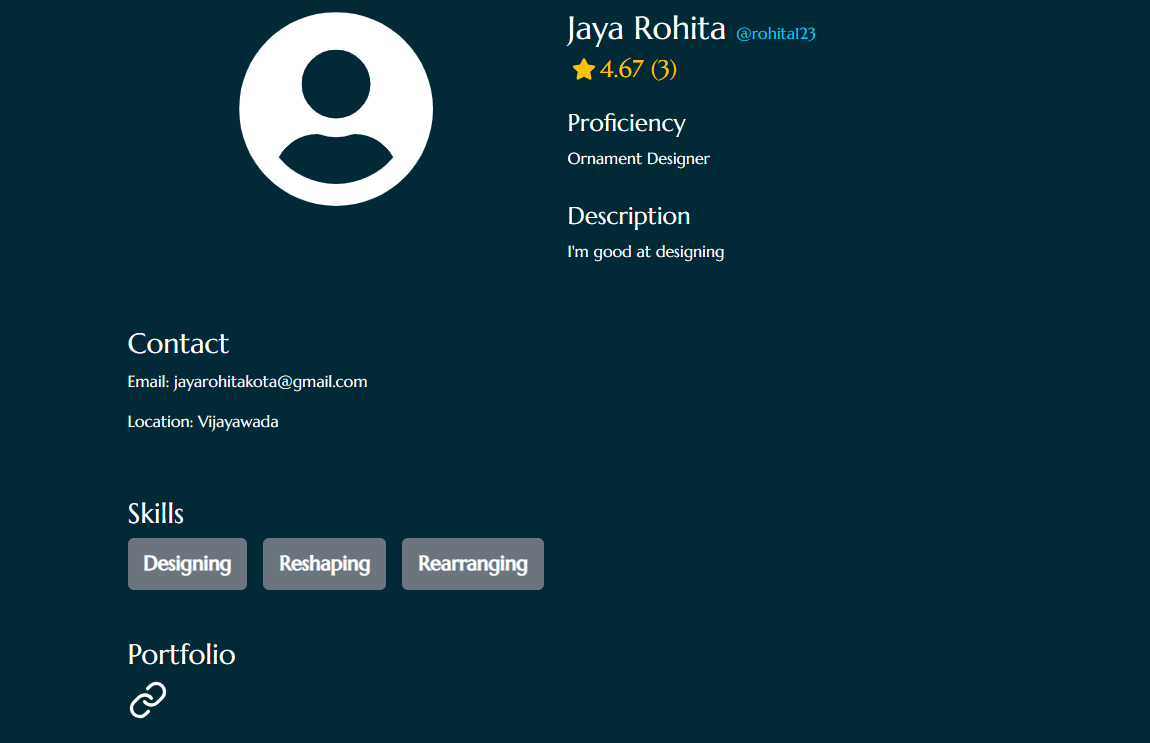 Jaya Rohita @rohita123
4.67 (3)
Proficiency
Ornament Designer
Description
I'm good at designing
Contact
Email: jayarohitakota@gmail.com
Location: Vijayawada
Skills
Designing Reshaping Rearranging
Portfolio